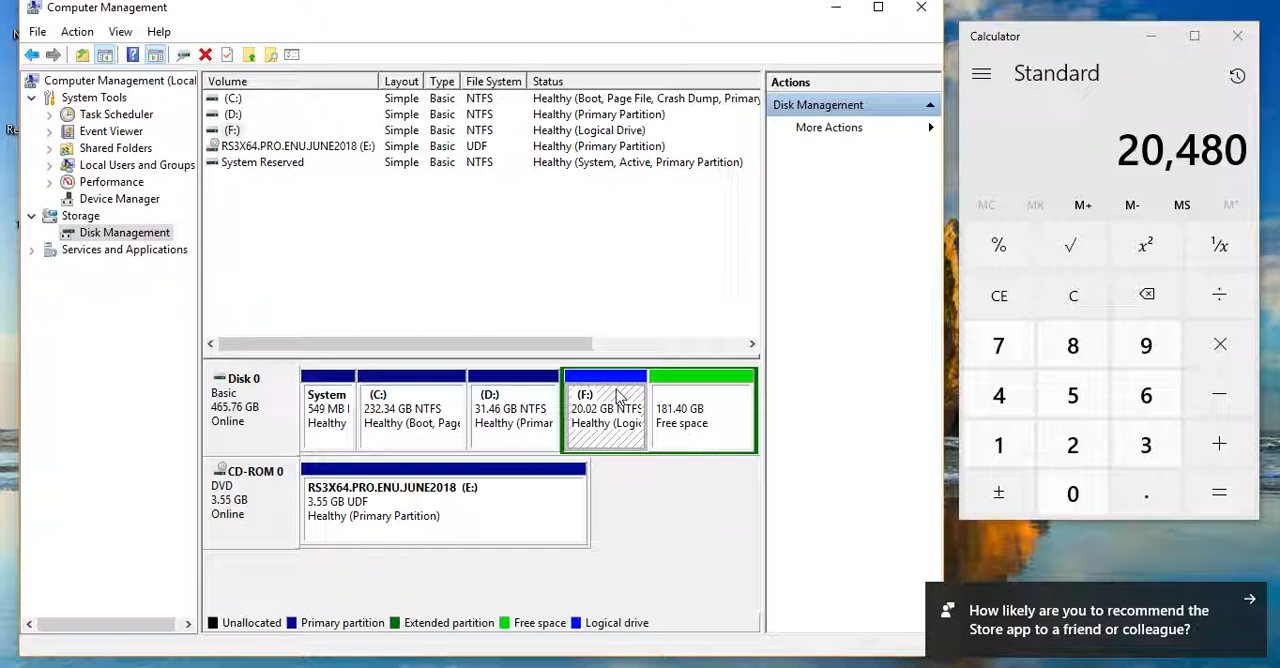 Computer Management
File Action View Help
Computer Management (Local
System Tools
Task Scheduler
Event Viewer
Shared Folders
Local Users and Groups
Performance
Device Manager
Storage
Disk Management
Services and Applications
Volume Layout Type File System Status
(C:) Simple Basic NTFS Healthy (Boot, Page File, Crash Dump, Primary
(D:) Simple Basic NTFS Healthy (Primary Partition)
(F:) Simple Basic NTFS Healthy (Logical Drive)
RS3X64.PRO.ENU.JUNE2018 (E:) Simple Basic UDF Healthy (Primary Partition)
System Reserved Simple Basic NTFS Healthy (System, Active, Primary Partition)
Disk 0
Basic
465.76 GB
Online
System
549 MB
Healthy
(C:)
232.34 GB NTFS
Healthy (Boot, Page
(D:)
31.46 GB NTFS
Healthy (Primar
(F:)
20.02 GB NTFS
Healthy (Logic
181.40 GB
Free space
CD-ROM 0
DVD
3.55 GB
Online
RS3X64.PRO.ENU.JUNE2018 (E:)
3.55 GB UDF
Healthy (Primary Partition)
Unallocated Primary partition Extended partition Free space Logical drive
Actions
Disk Management
More Actions
Calculator
Standard
20,480
MC MR M+ M- MS
% √ x² ¹/x
CE C ÷
7 8 9 ×
4 5 6 −
1 2 3 +
± 0 . =
How likely are you to recommend the
Store app to a friend or colleague?